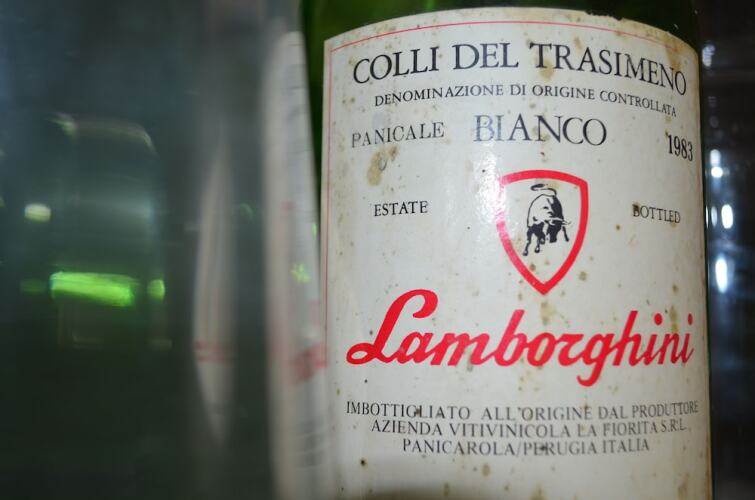 COLLI DEL TRASIMENO
DENOMINAZIONE DI ORIGINE CONTROLLATA
PANICALE BIANCO 1983
ESTATE BOTTLED
Lamborghini
IMBOTTIGLIATO ALL'ORIGINE DAL PRODUTTORE
AZIENDA VITIVINICOLA LA FIORITA S.R.L.
PANICAROLA/PERUGIA ITALIA